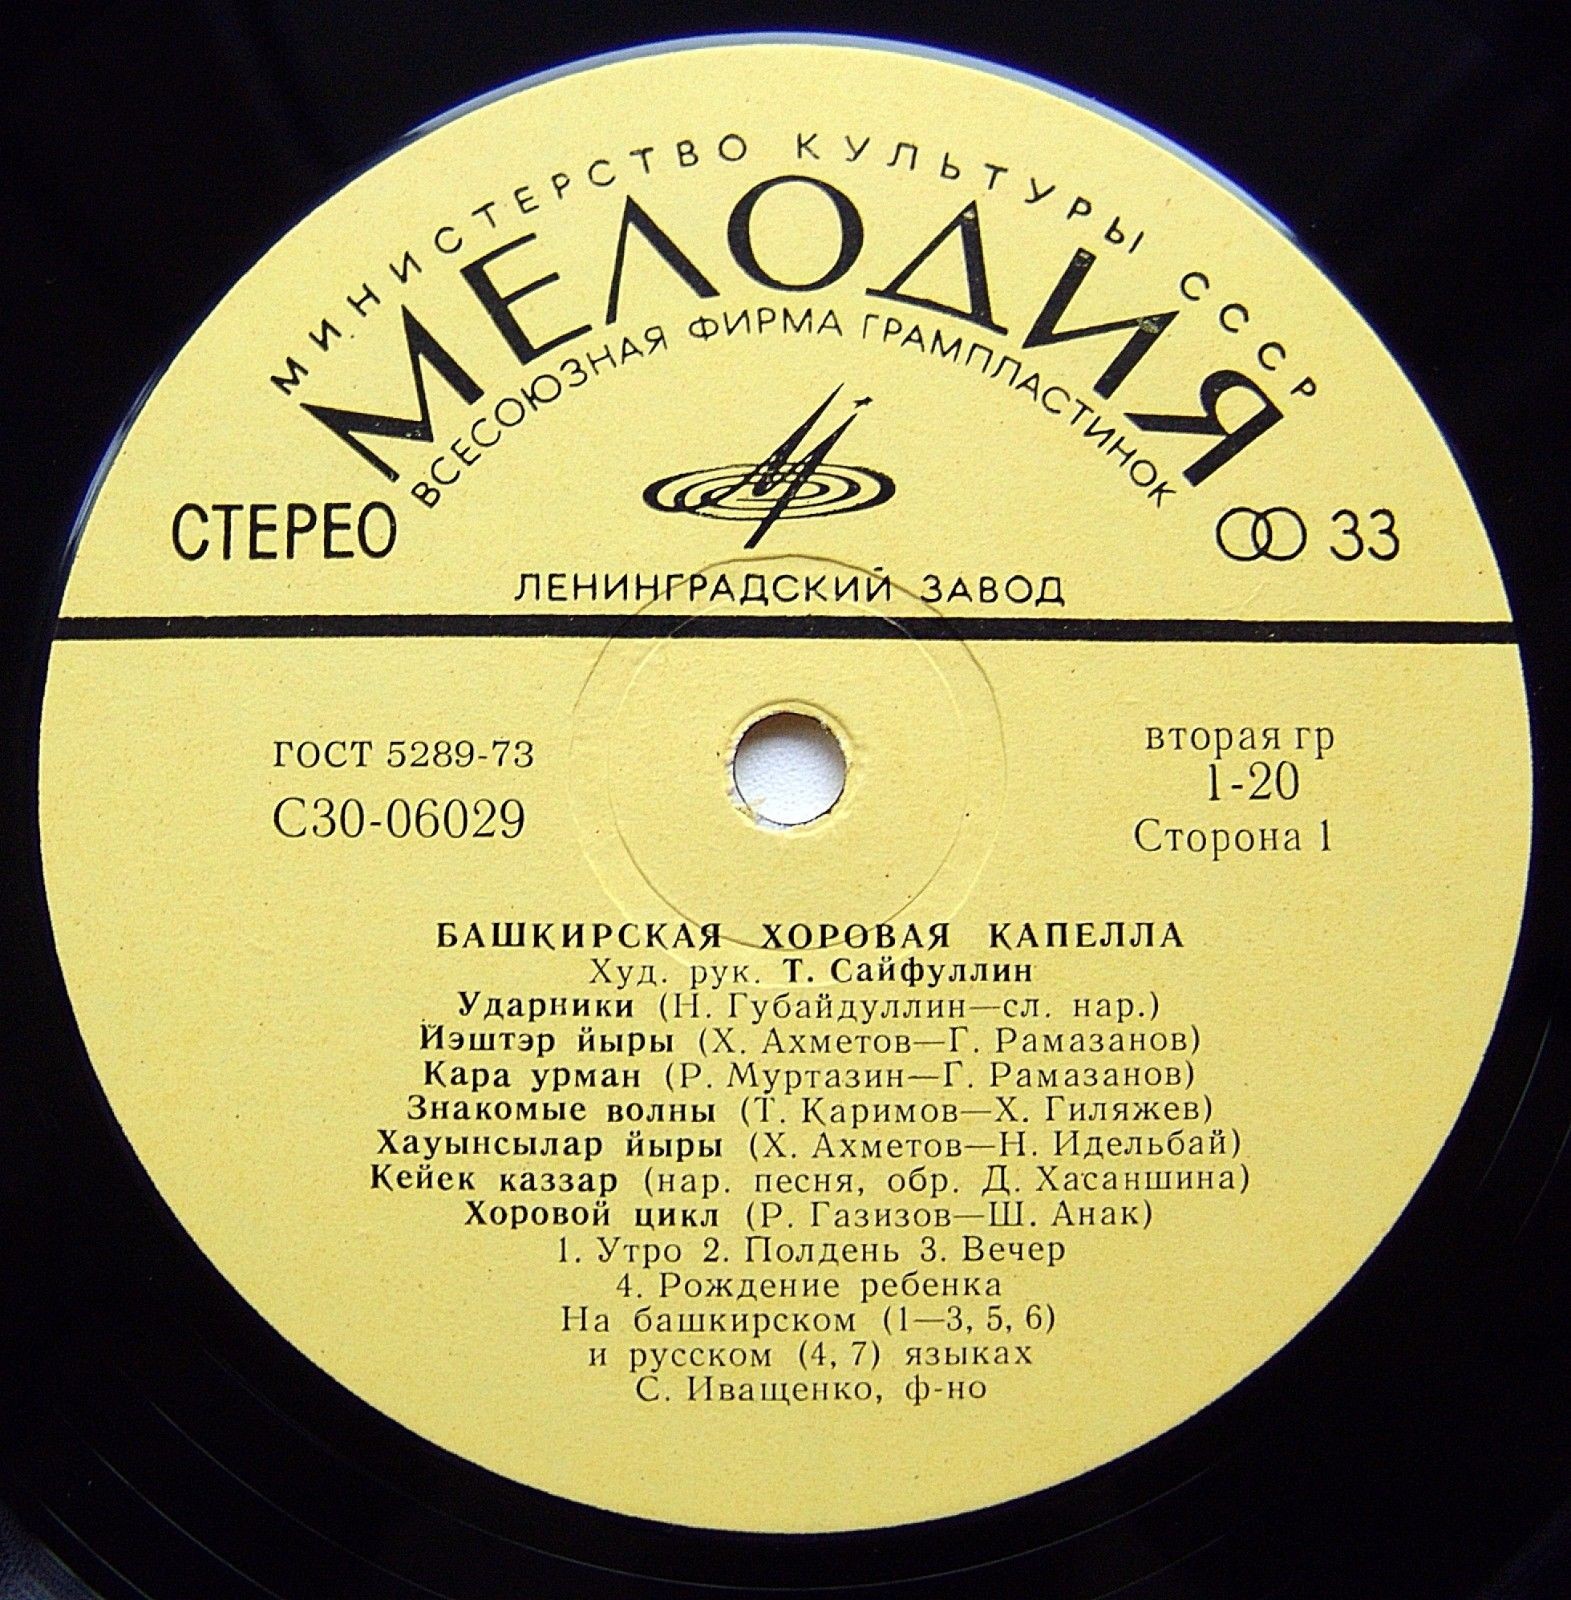 МИНИСТЕРСТВО КУЛЬТУРЫ СССР
МЕЛОДИЯ
ВСЕСОЮЗНАЯ ФИРМА ГРАМПЛАСТИНОК
СТЕРЕО
33
ЛЕНИНГРАДСКИЙ ЗАВОД
ГОСТ 5289-73
С30-06029
вторая гр
1-20
Сторона 1
БАШКИРСКАЯ ХОРОВАЯ КАПЕЛЛА
Худ. рук. Т. Сайфуллин
Ударники (Н. Губайдуллин—сл. нар.)
Йэштэр йыры (Х. Ахметов—Г. Рамазанов)
Кара урман (Р. Муртазин—Г. Рамазанов)
Знакомые волны (Т. Каримов—Х. Гиляжев)
Хауынсылар йыры (Х. Ахметов—Н. Идельбай)
Кейек каззар (нар. песня, обр. Д. Хасаншина)
Хоровой цикл (Р. Газизов—Ш. Анак)
1. Утро 2. Полдень 3. Вечер
4. Рождение ребенка
На башкирском (1—3, 5, 6)
и русском (4, 7) языках
С. Иващенко, ф-но